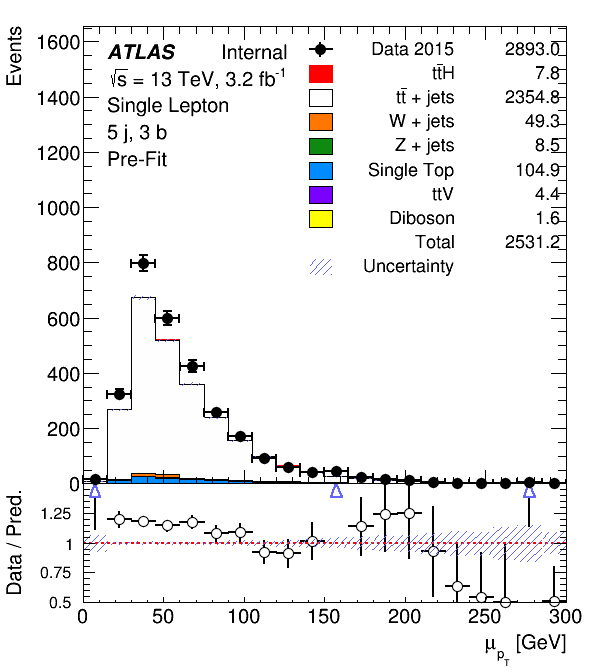 Events
1600
1400
1200
1000
800
600
400
200
0
ATLAS Internal
√s = 13 TeV, 3.2 fb⁻¹
Single Lepton
5 j, 3 b
Pre-Fit
Data 2015 2893.0
tt̄H 7.8
tt̄ + jets 2354.8
W + jets 49.3
Z + jets 8.5
Single Top 104.9
ttV 4.4
Diboson 1.6
Total 2531.2
Uncertainty
Data / Pred.
1.25
1
0.75
0.5
0 50 100 150 200 250 300
μ_pT [GeV]